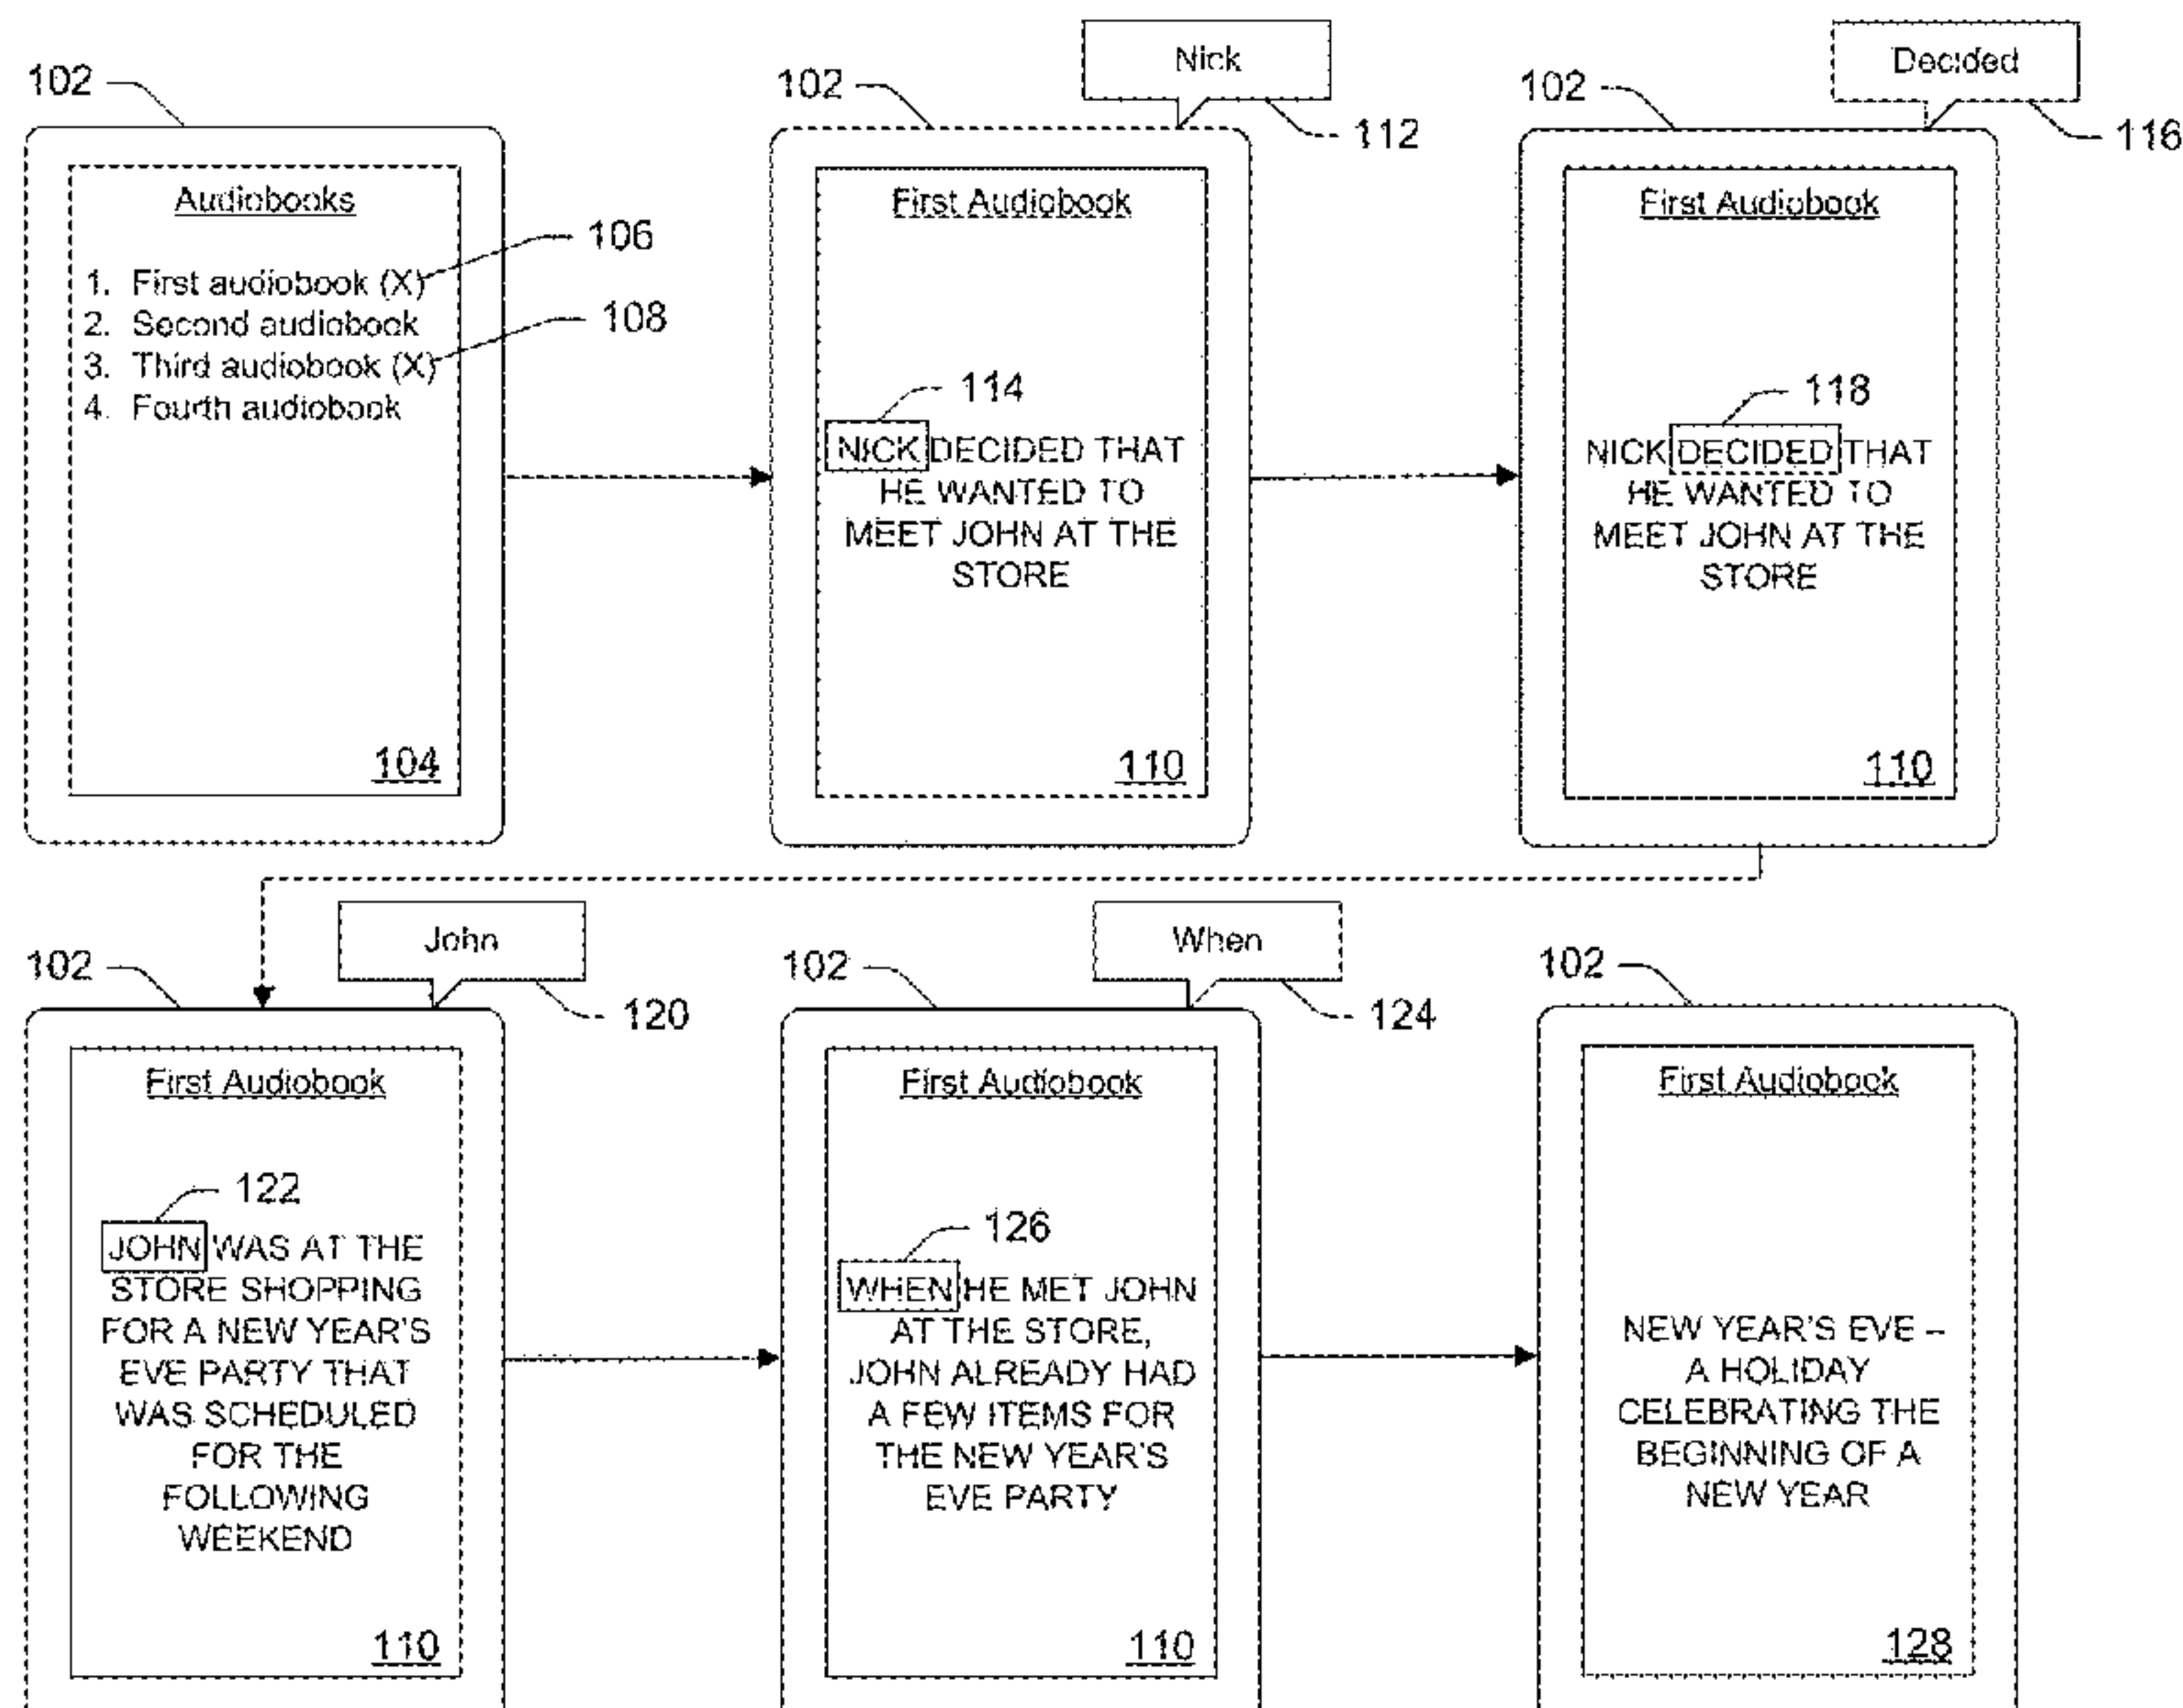 Nick
Decided
102
102
102
112
116
Audiobooks
First Audiobook
First Audiobook
106
1. First audiobook (X)
2. Second audiobook
108
3. Third audiobook (X)
4. Fourth audiobook
114
118
NICK DECIDED THAT
HE WANTED TO
MEET JOHN AT THE
STORE
NICK DECIDED THAT
HE WANTED TO
MEET JOHN AT THE
STORE
104
110
110
John
When
102
102
102
120
124
First Audiobook
First Audiobook
First Audiobook
122
JOHN WAS AT THE
STORE SHOPPING
FOR A NEW YEAR'S
EVE PARTY THAT
WAS SCHEDULED
FOR THE
FOLLOWING
WEEKEND
126
WHEN HE MET JOHN
AT THE STORE,
JOHN ALREADY HAD
A FEW ITEMS FOR
THE NEW YEAR'S
EVE PARTY
NEW YEAR'S EVE –
A HOLIDAY
CELEBRATING THE
BEGINNING OF A
NEW YEAR
110
110
128